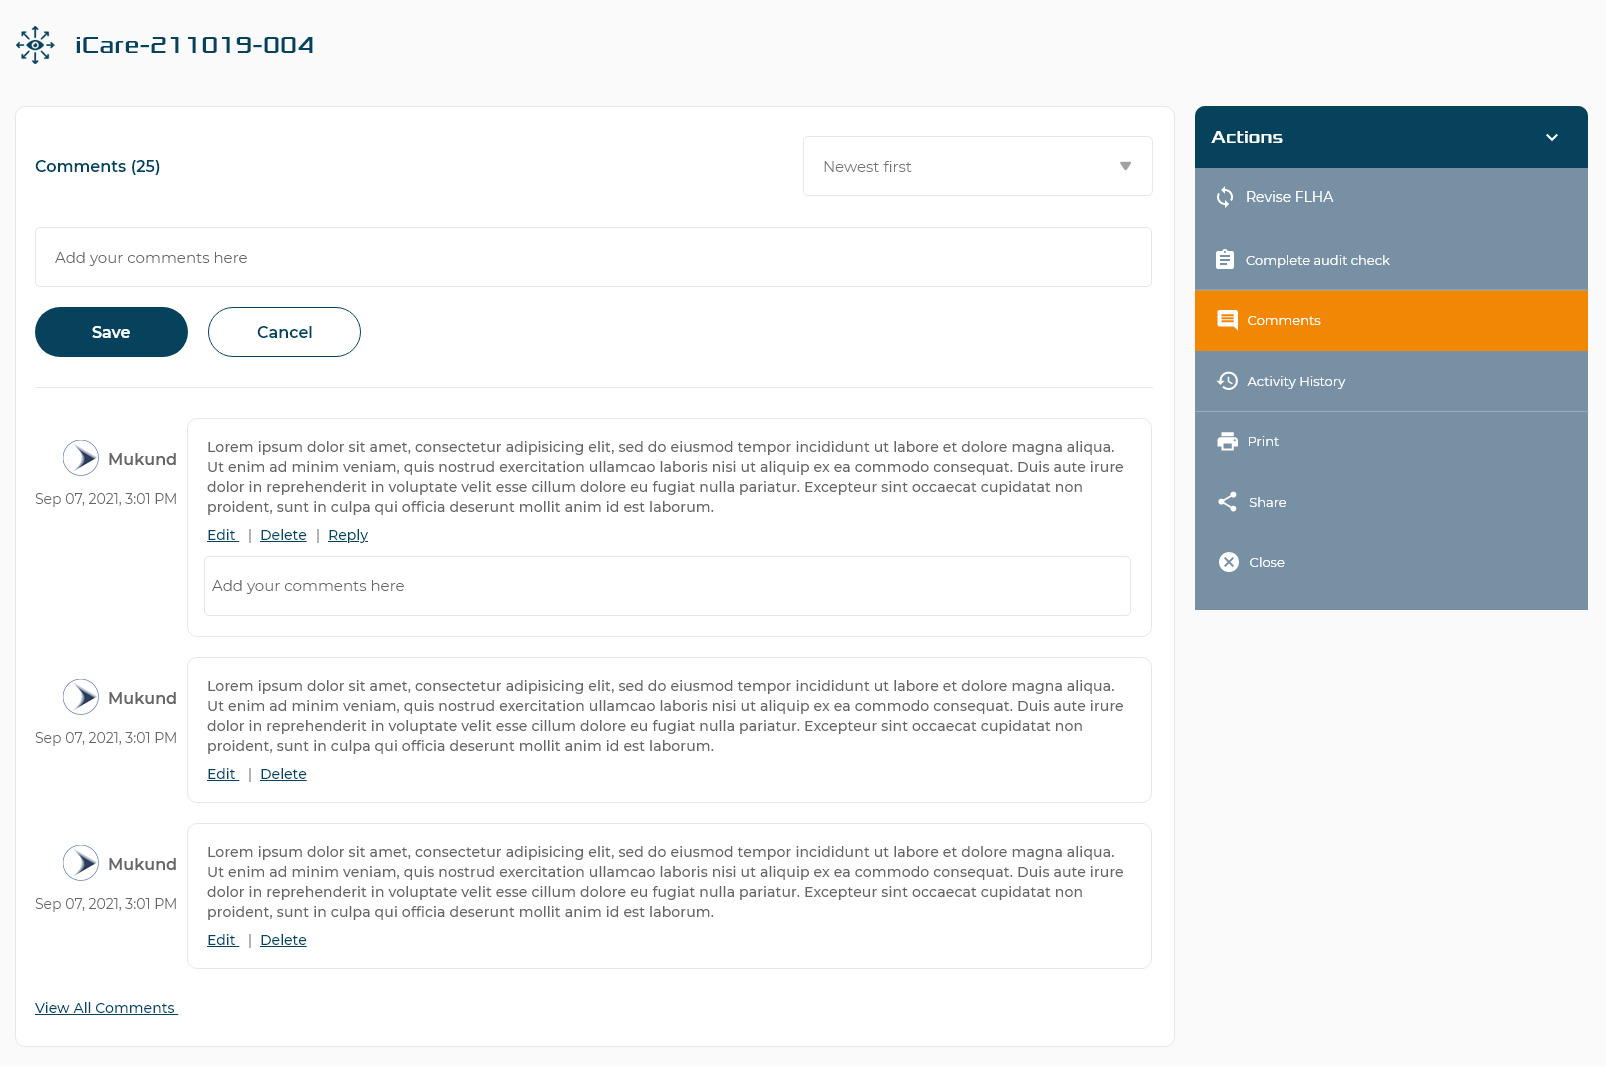 iCare-211019-004
Comments (25)
Newest first
Add your comments here
Save
Cancel
Mukund
Sep 07, 2021, 3:01 PM
Lorem ipsum dolor sit amet, consectetur adipisicing elit, sed do eiusmod tempor incididunt ut labore et dolore magna aliqua.
Ut enim ad minim veniam, quis nostrud exercitation ullamcao laboris nisi ut aliquip ex ea commodo consequat. Duis aute irure
dolor in reprehenderit in voluptate velit esse cillum dolore eu fugiat nulla pariatur. Excepteur sint occaecat cupidatat non
proident, sunt in culpa qui officia deserunt mollit anim id est laborum.
Edit | Delete | Reply
Add your comments here
Mukund
Sep 07, 2021, 3:01 PM
Lorem ipsum dolor sit amet, consectetur adipisicing elit, sed do eiusmod tempor incididunt ut labore et dolore magna aliqua.
Ut enim ad minim veniam, quis nostrud exercitation ullamcao laboris nisi ut aliquip ex ea commodo consequat. Duis aute irure
dolor in reprehenderit in voluptate velit esse cillum dolore eu fugiat nulla pariatur. Excepteur sint occaecat cupidatat non
proident, sunt in culpa qui officia deserunt mollit anim id est laborum.
Edit | Delete
Mukund
Sep 07, 2021, 3:01 PM
Lorem ipsum dolor sit amet, consectetur adipisicing elit, sed do eiusmod tempor incididunt ut labore et dolore magna aliqua.
Ut enim ad minim veniam, quis nostrud exercitation ullamcao laboris nisi ut aliquip ex ea commodo consequat. Duis aute irure
dolor in reprehenderit in voluptate velit esse cillum dolore eu fugiat nulla pariatur. Excepteur sint occaecat cupidatat non
proident, sunt in culpa qui officia deserunt mollit anim id est laborum.
Edit | Delete
View All Comments
Actions
Revise FLHA
Complete audit check
Comments
Activity History
Print
Share
Close